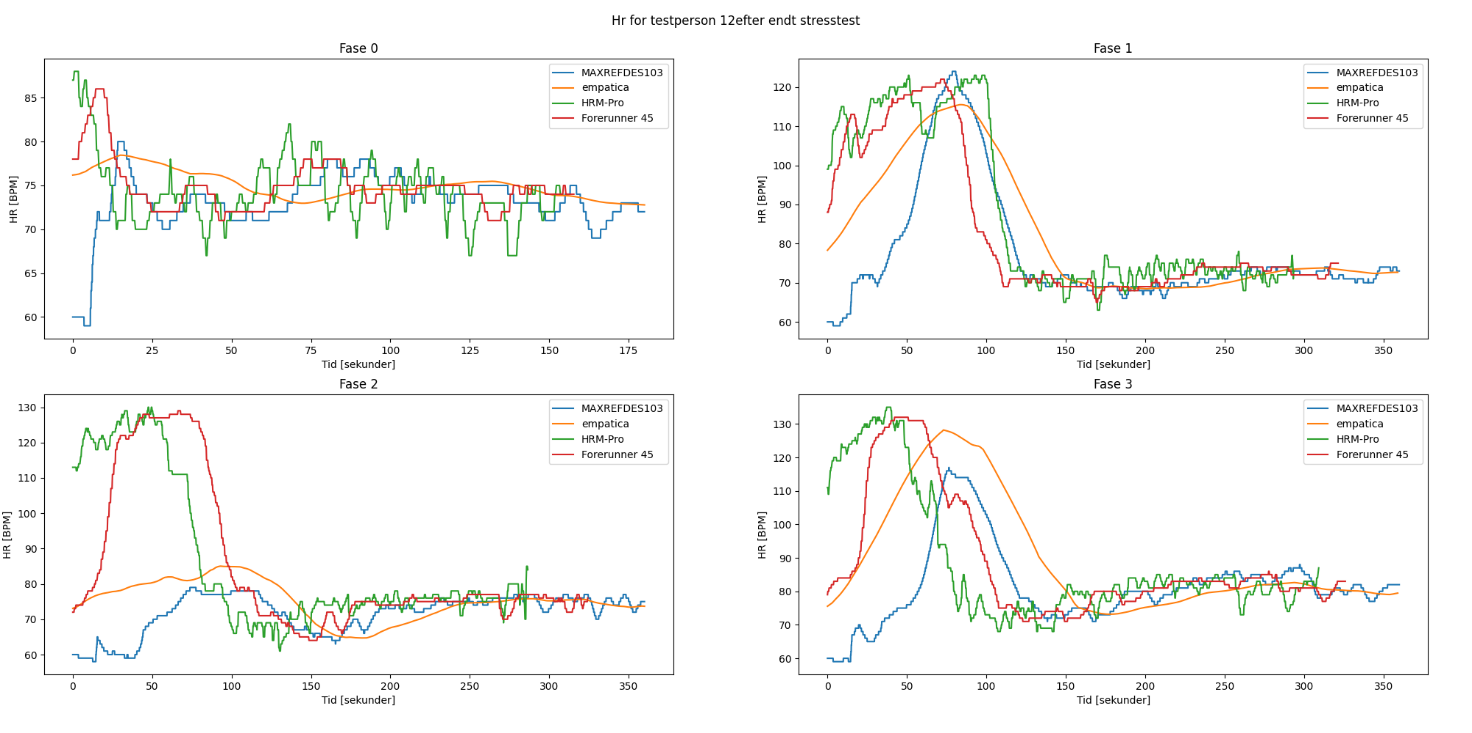 Hr for testperson 12efter endt stresstest
Fase 0
HR [BPM]
85
80
75
70
65
60
MAXREFDES103
empatica
HRM-Pro
Forerunner 45
0 25 50 75 100 125 150 175
Tid [sekunder]
Fase 1
HR [BPM]
120
110
100
90
80
70
60
MAXREFDES103
empatica
HRM-Pro
Forerunner 45
0 50 100 150 200 250 300 350
Tid [sekunder]
Fase 2
HR [BPM]
130
120
110
100
90
80
70
60
MAXREFDES103
empatica
HRM-Pro
Forerunner 45
0 50 100 150 200 250 300 350
Tid [sekunder]
Fase 3
HR [BPM]
130
120
110
100
90
80
70
60
MAXREFDES103
empatica
HRM-Pro
Forerunner 45
0 50 100 150 200 250 300 350
Tid [sekunder]